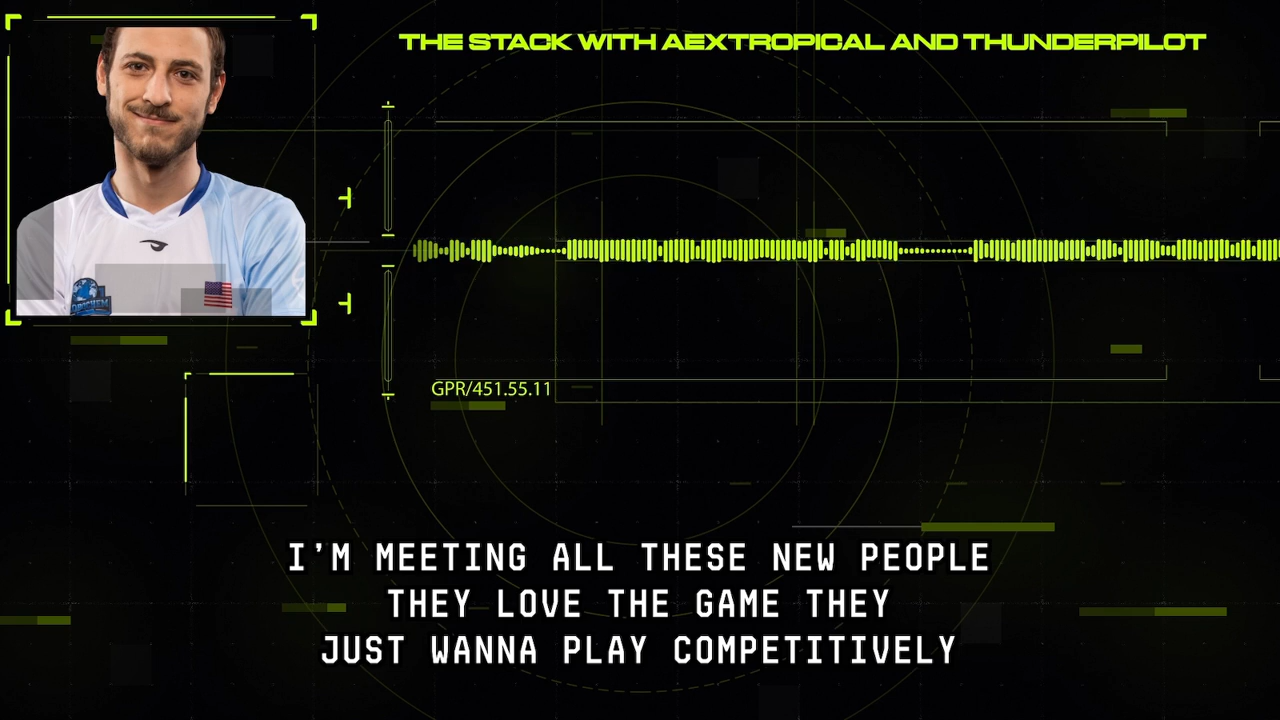 THE STACK WITH AEXTROPICAL AND THUNDERPILOT
GPR/451.55.11
I'M MEETING ALL THESE NEW PEOPLE
THEY LOVE THE GAME THEY
JUST WANNA PLAY COMPETITIVELY